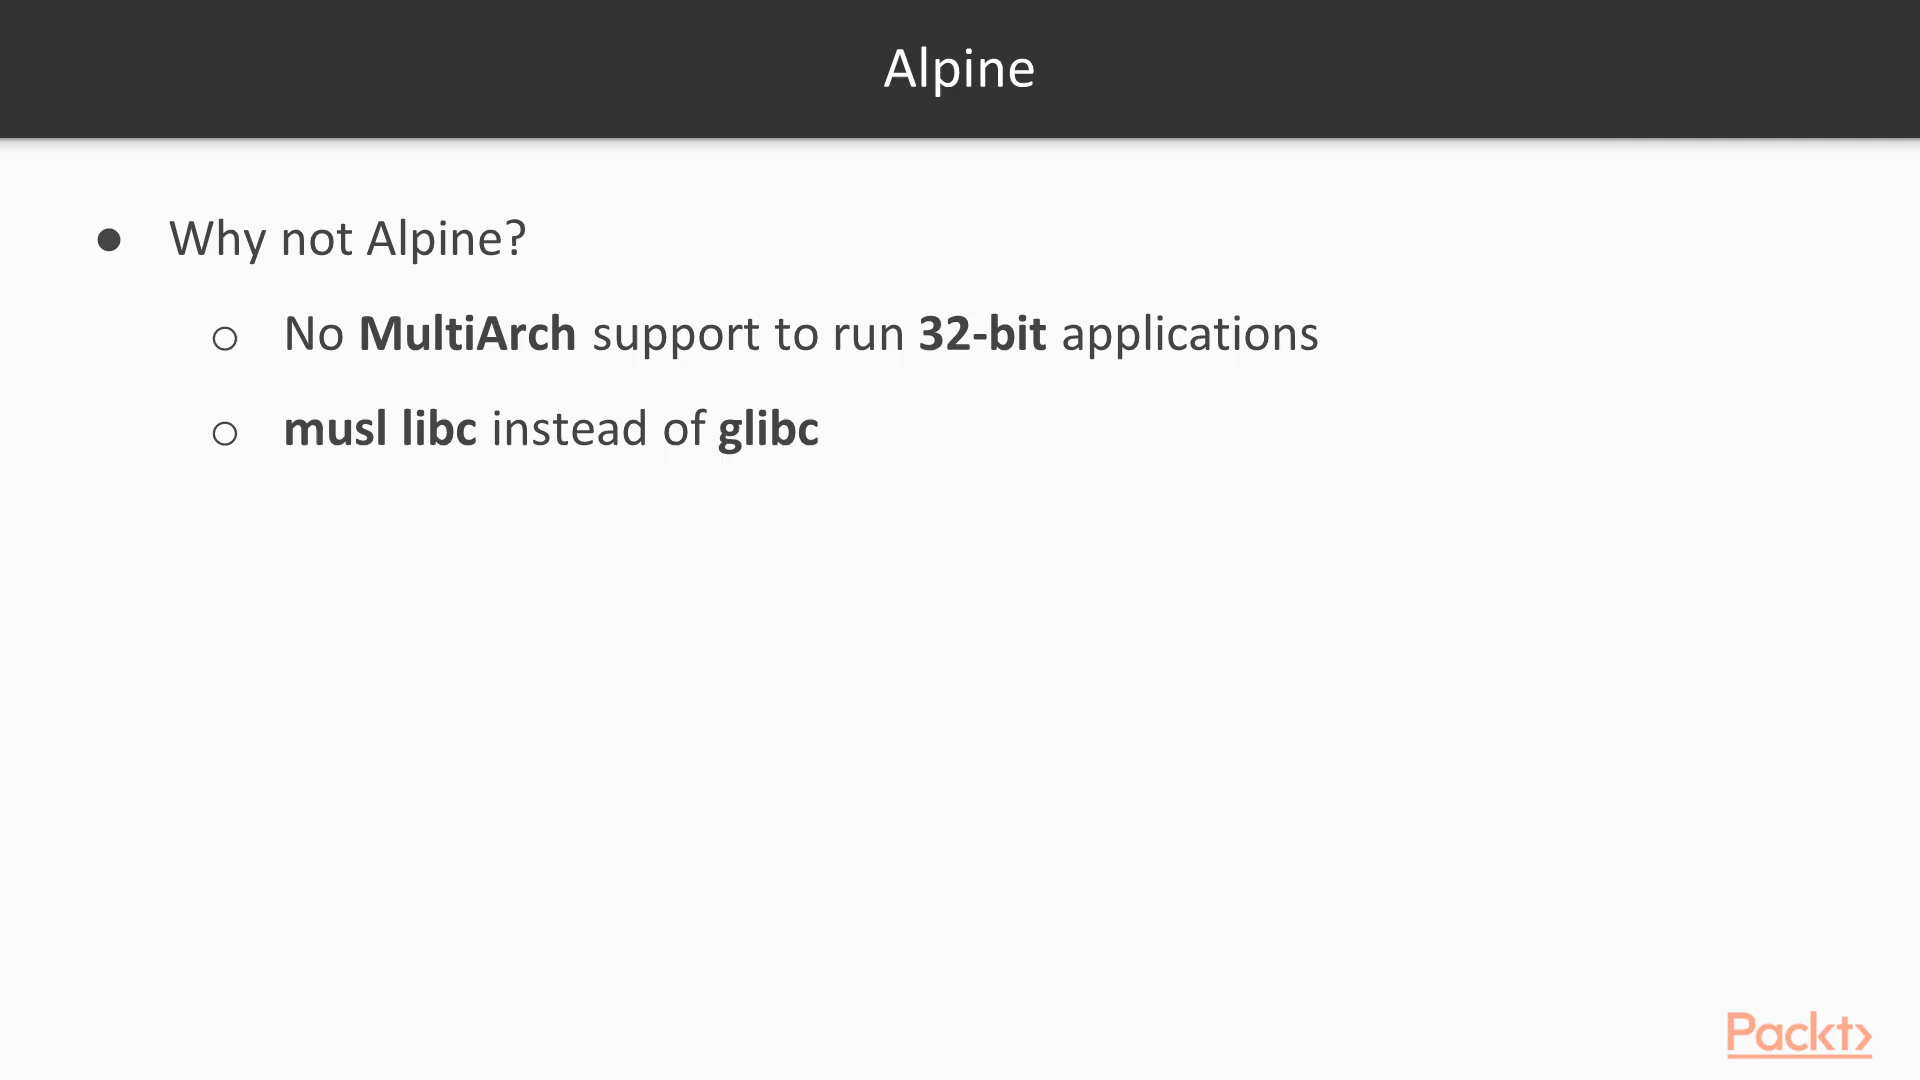 Alpine
● Why not Alpine?
○ No MultiArch support to run 32-bit applications
○ musl libc instead of glibc
Packt>